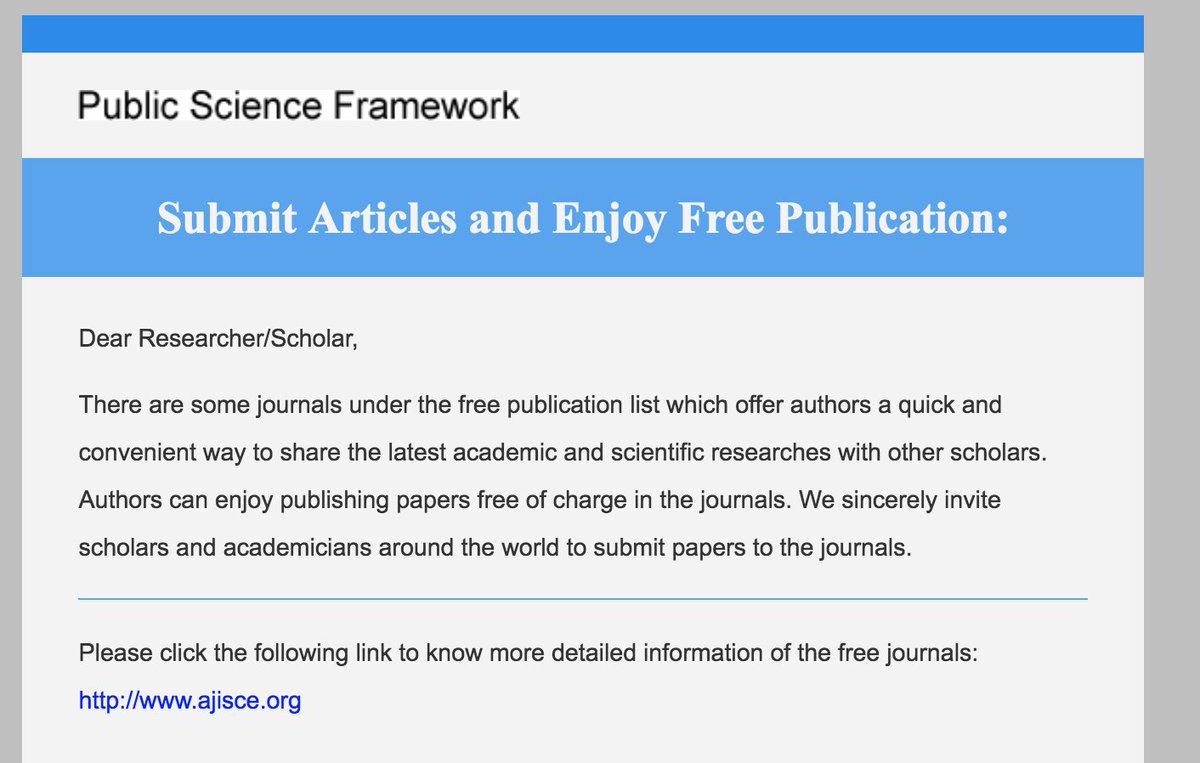 Public Science Framework
Submit Articles and Enjoy Free Publication:
Dear Researcher/Scholar,
There are some journals under the free publication list which offer authors a quick and
convenient way to share the latest academic and scientific researches with other scholars.
Authors can enjoy publishing papers free of charge in the journals. We sincerely invite
scholars and academicians around the world to submit papers to the journals.
Please click the following link to know more detailed information of the free journals:
http://www.ajisce.org